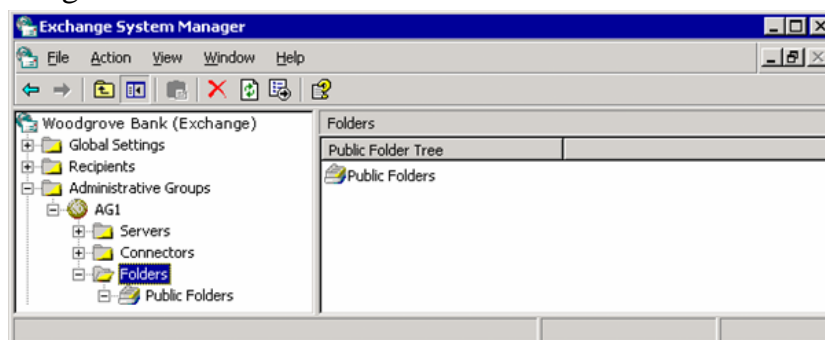 Exchange System Manager
File Action View Window Help
Woodgrove Bank (Exchange)
Global Settings
Recipients
Administrative Groups
AG1
Servers
Connectors
Folders
Public Folders
Folders
Public Folder Tree
Public Folders